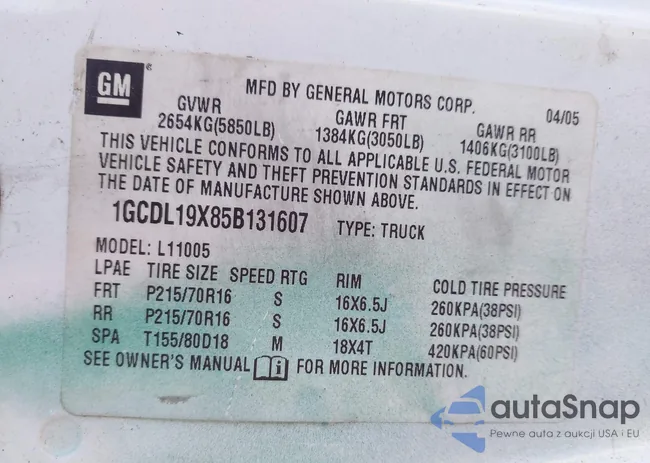 GM
MFD BY GENERAL MOTORS CORP. 04/05
GVWR GAWR FRT GAWR RR
2654KG(5850LB) 1384KG(3050LB) 1406KG(3100LB)
THIS VEHICLE CONFORMS TO ALL APPLICABLE U.S. FEDERAL MOTOR
VEHICLE SAFETY AND THEFT PREVENTION STANDARDS IN EFFECT ON
THE DATE OF MANUFACTURE SHOWN ABOVE.
1GCDL19X85B131607 TYPE: TRUCK
MODEL: L11005
LPAE TIRE SIZE SPEED RTG RIM COLD TIRE PRESSURE
FRT P215/70R16 S 16X6.5J 260KPA(38PSI)
RR P215/70R16 S 16X6.5J 260KPA(38PSI)
SPA T155/80D18 M 18X4T 420KPA(60PSI)
SEE OWNER'S MANUAL FOR MORE INFORMATION.
autaSnap
Pewne auta z aukcji USA i EU